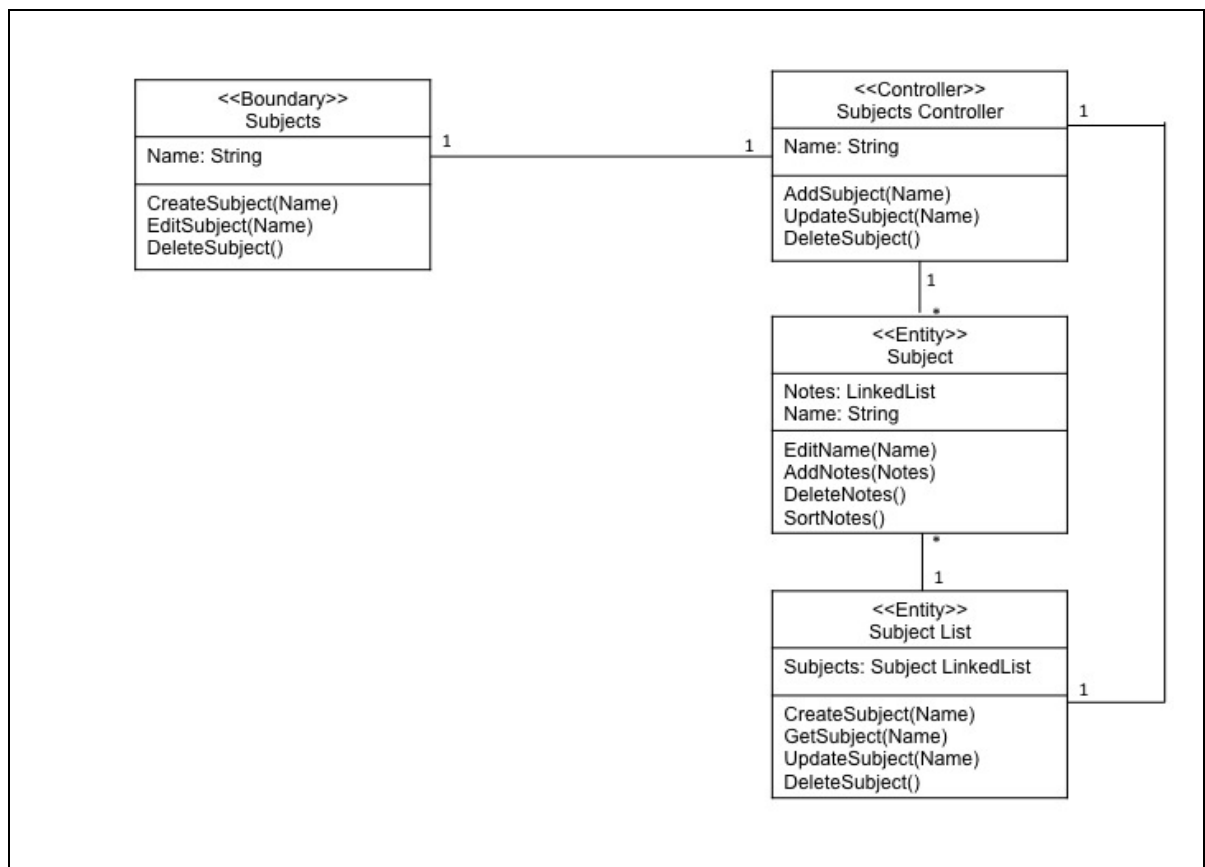 <<Boundary>>
Subjects
Name: String
CreateSubject(Name)
EditSubject(Name)
DeleteSubject()
1
1
<<Controller>>
Subjects Controller
Name: String
AddSubject(Name)
UpdateSubject(Name)
DeleteSubject()
1
1
*
<<Entity>>
Subject
Notes: LinkedList
Name: String
EditName(Name)
AddNotes(Notes)
DeleteNotes()
SortNotes()
*
1
<<Entity>>
Subject List
Subjects: Subject LinkedList
CreateSubject(Name)
GetSubject(Name)
UpdateSubject(Name)
DeleteSubject()
1